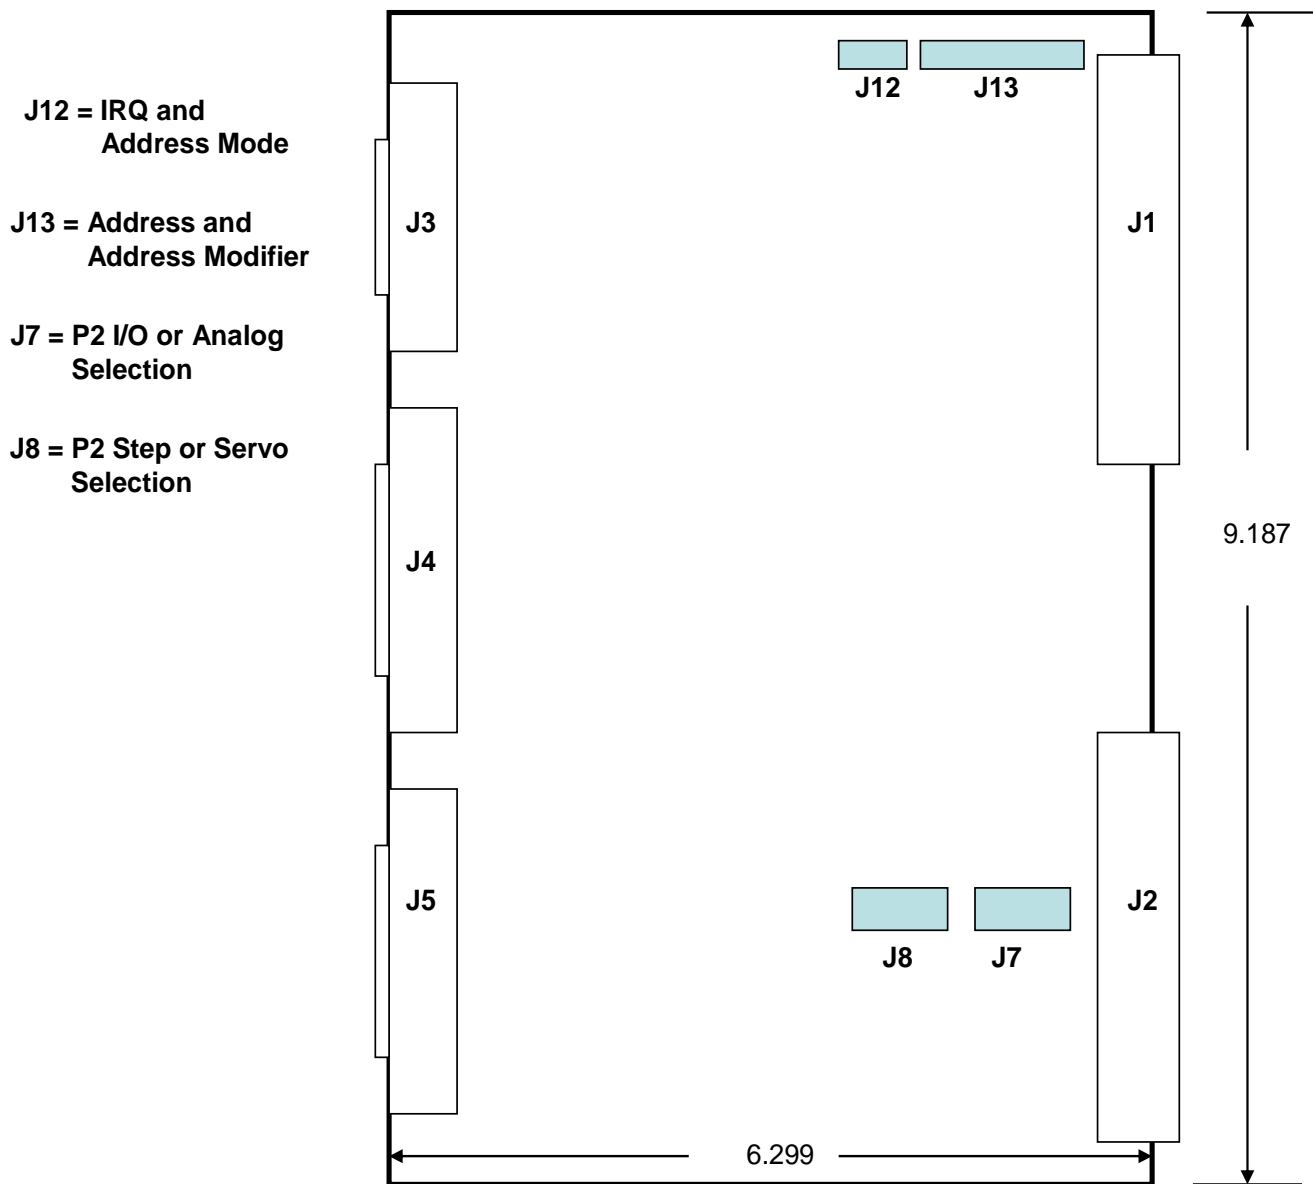 J12 = IRQ and
Address Mode
J13 = Address and
Address Modifier
J7 = P2 I/O or Analog
Selection
J8 = P2 Step or Servo
Selection
J12
J13
J3
J1
J4
9.187
J5
J2
J8
J7
6.299